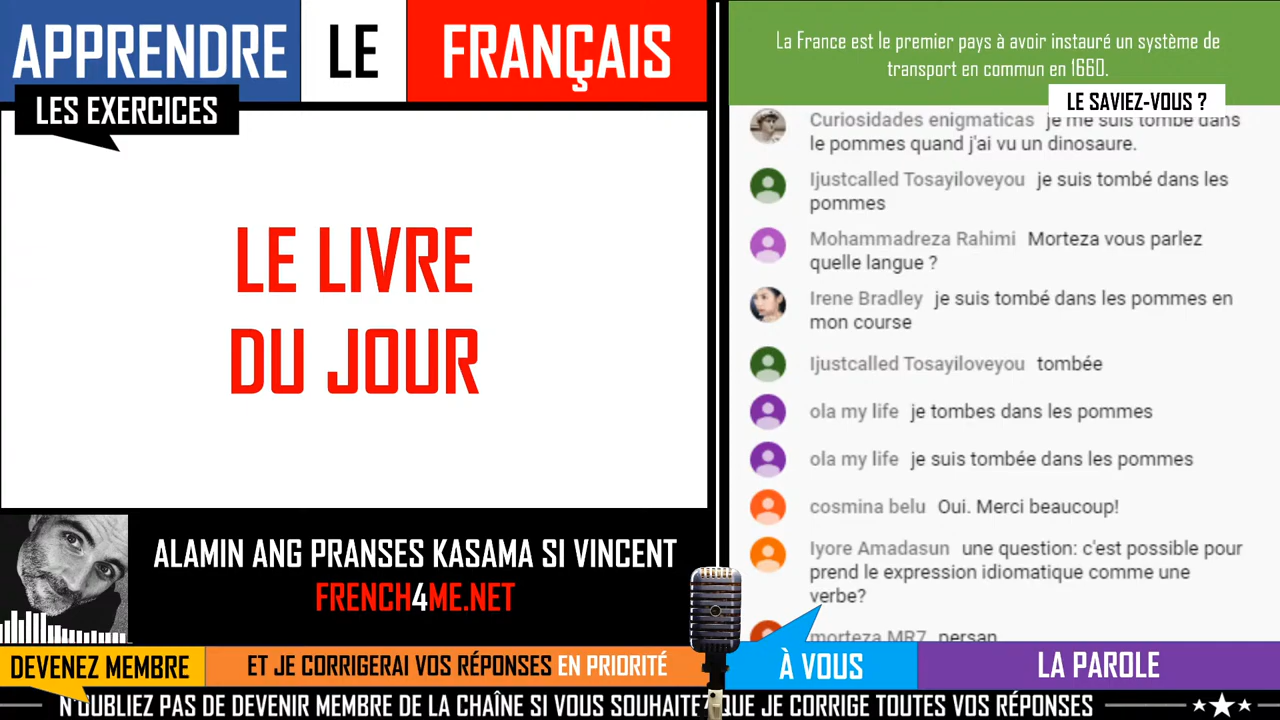 APPRENDRE LE FRANÇAIS
LES EXERCICES
LE LIVRE
DU JOUR
ALAMIN ANG PRANSES KASAMA SI VINCENT
FRENCH4ME.NET
DEVENEZ MEMBRE
ET JE CORRIGERAI VOS RÉPONSES EN PRIORITÉ
La France est le premier pays à avoir instauré un système de
transport en commun en 1660.
LE SAVIEZ-VOUS ?
Curiosidades enigmaticas je me suis tombé dans
le pommes quand j'ai vu un dinosaure.
Ijustcalled Tosayiloveyou je suis tombé dans les
pommes
Mohammadreza Rahimi Morteza vous parlez
quelle langue ?
Irene Bradley je suis tombé dans les pommes en
mon course
Ijustcalled Tosayiloveyou tombée
ola my life je tombes dans les pommes
ola my life je suis tombée dans les pommes
cosmina belu Oui. Merci beaucoup!
Iyore Amadasun une question: c'est possible pour
prend le expression idiomatique comme une
verbe?
morteza MR7 persan
À VOUS
LA PAROLE
N'OUBLIEZ PAS DE DEVENIR MEMBRE DE LA CHAÎNE SI VOUS SOUHAITEZ QUE JE CORRIGE TOUTES VOS RÉPONSES